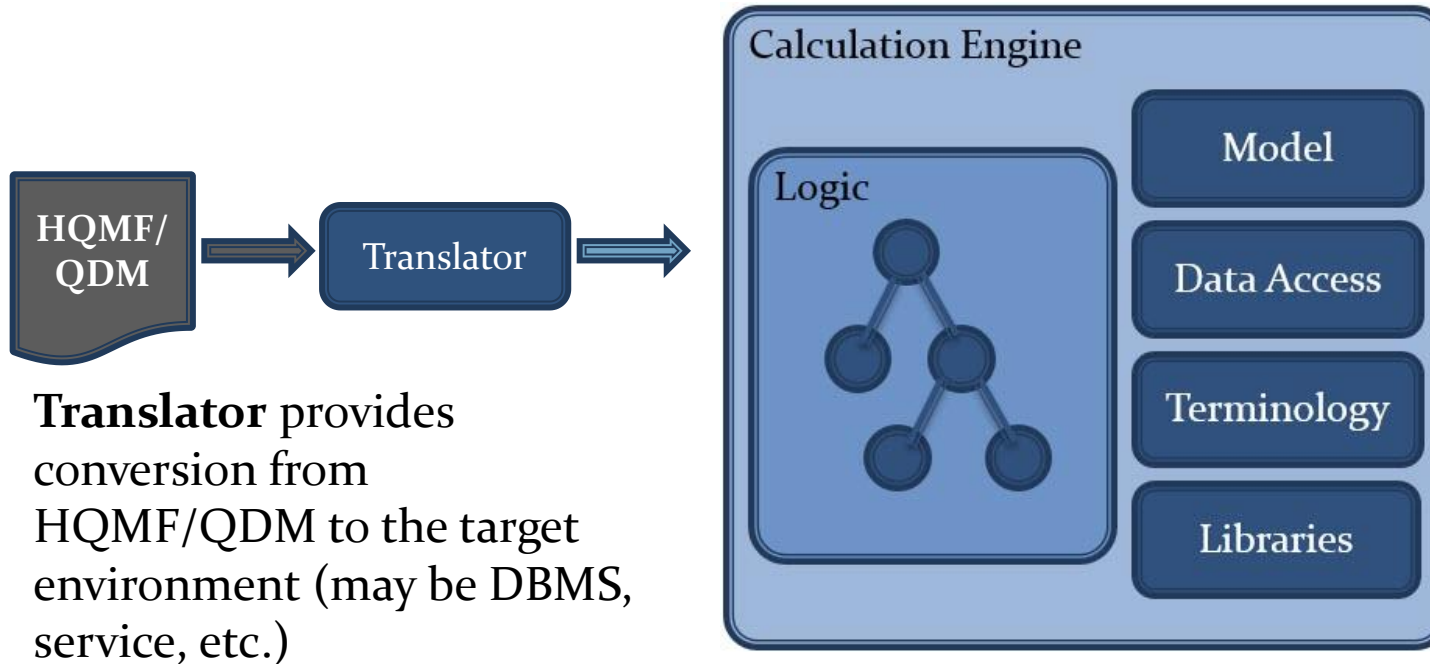 HQMF/
QDM
Translator
Translator provides
conversion from
HQMF/QDM to the target
environment (may be DBMS,
service, etc.)
Calculation Engine
Logic
Model
Data Access
Terminology
Libraries